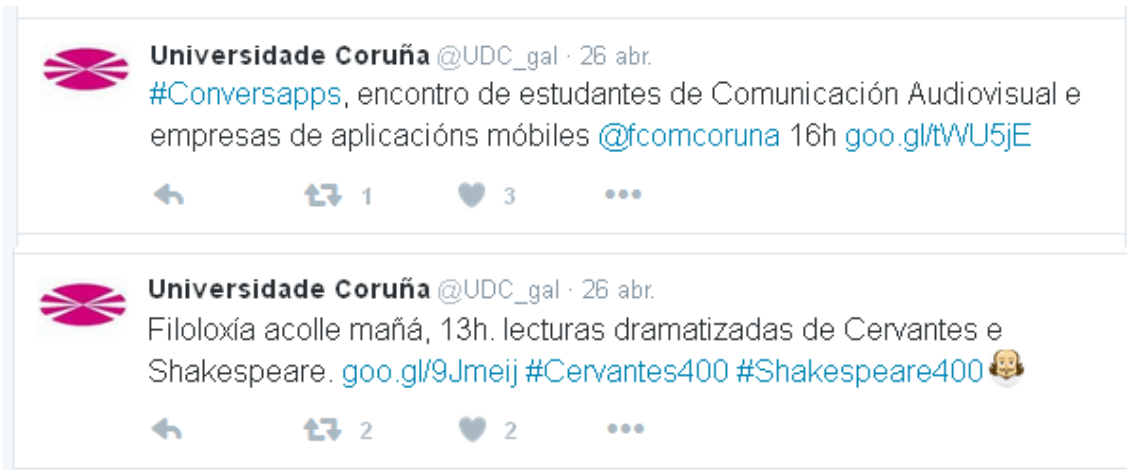 Universidade Coruña @UDC_gal · 26 abr.
#Conversapps, encontro de estudantes de Comunicación Audiovisual e
empresas de aplicacións móbiles @fcomcoruna 16h goo.gl/tWU5jE
1 3
Universidade Coruña @UDC_gal · 26 abr.
Filoloxía acolle mañá, 13h. lecturas dramatizadas de Cervantes e
Shakespeare. goo.gl/9Jmeij #Cervantes400 #Shakespeare400
2 2